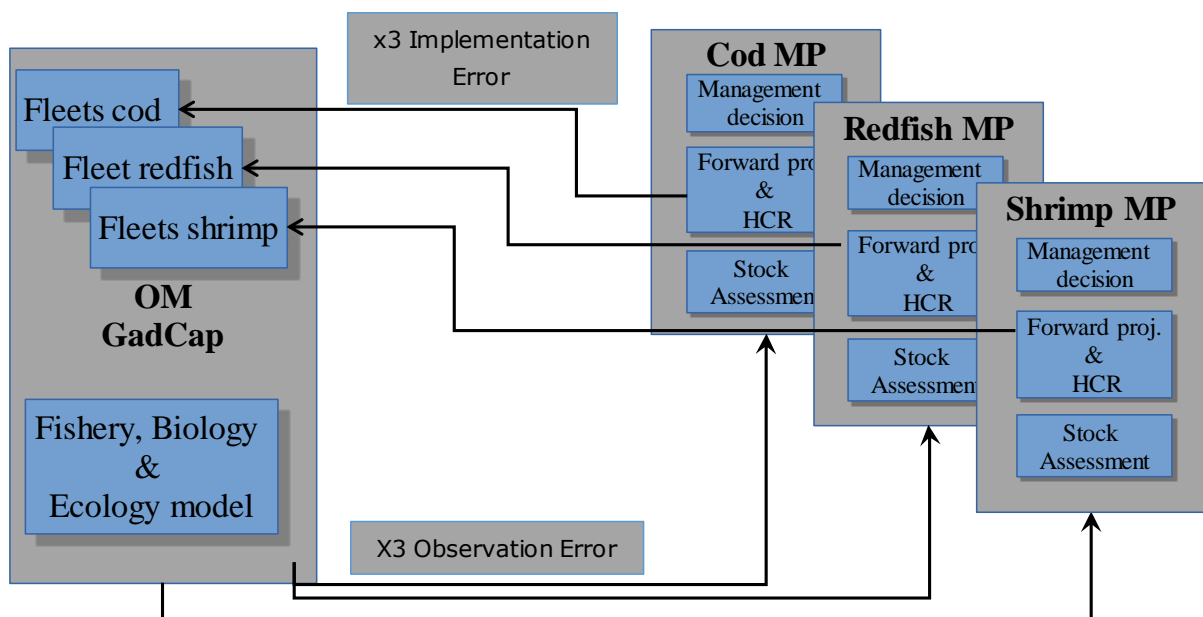 x3 Implementation
Error
Fleets cod
Fleet redfish
Fleets shrimp
OM
GadCap
Fishery, Biology
&
Ecology model
X3 Observation Error
Cod MP
Management
decision
Forward pro
&
HCR
Stock
Assessment
Redfish MP
Management
decision
Forward pro
&
HCR
Stock
Assessment
Shrimp MP
Management
decision
Forward proj.
&
HCR
Stock
Assessment